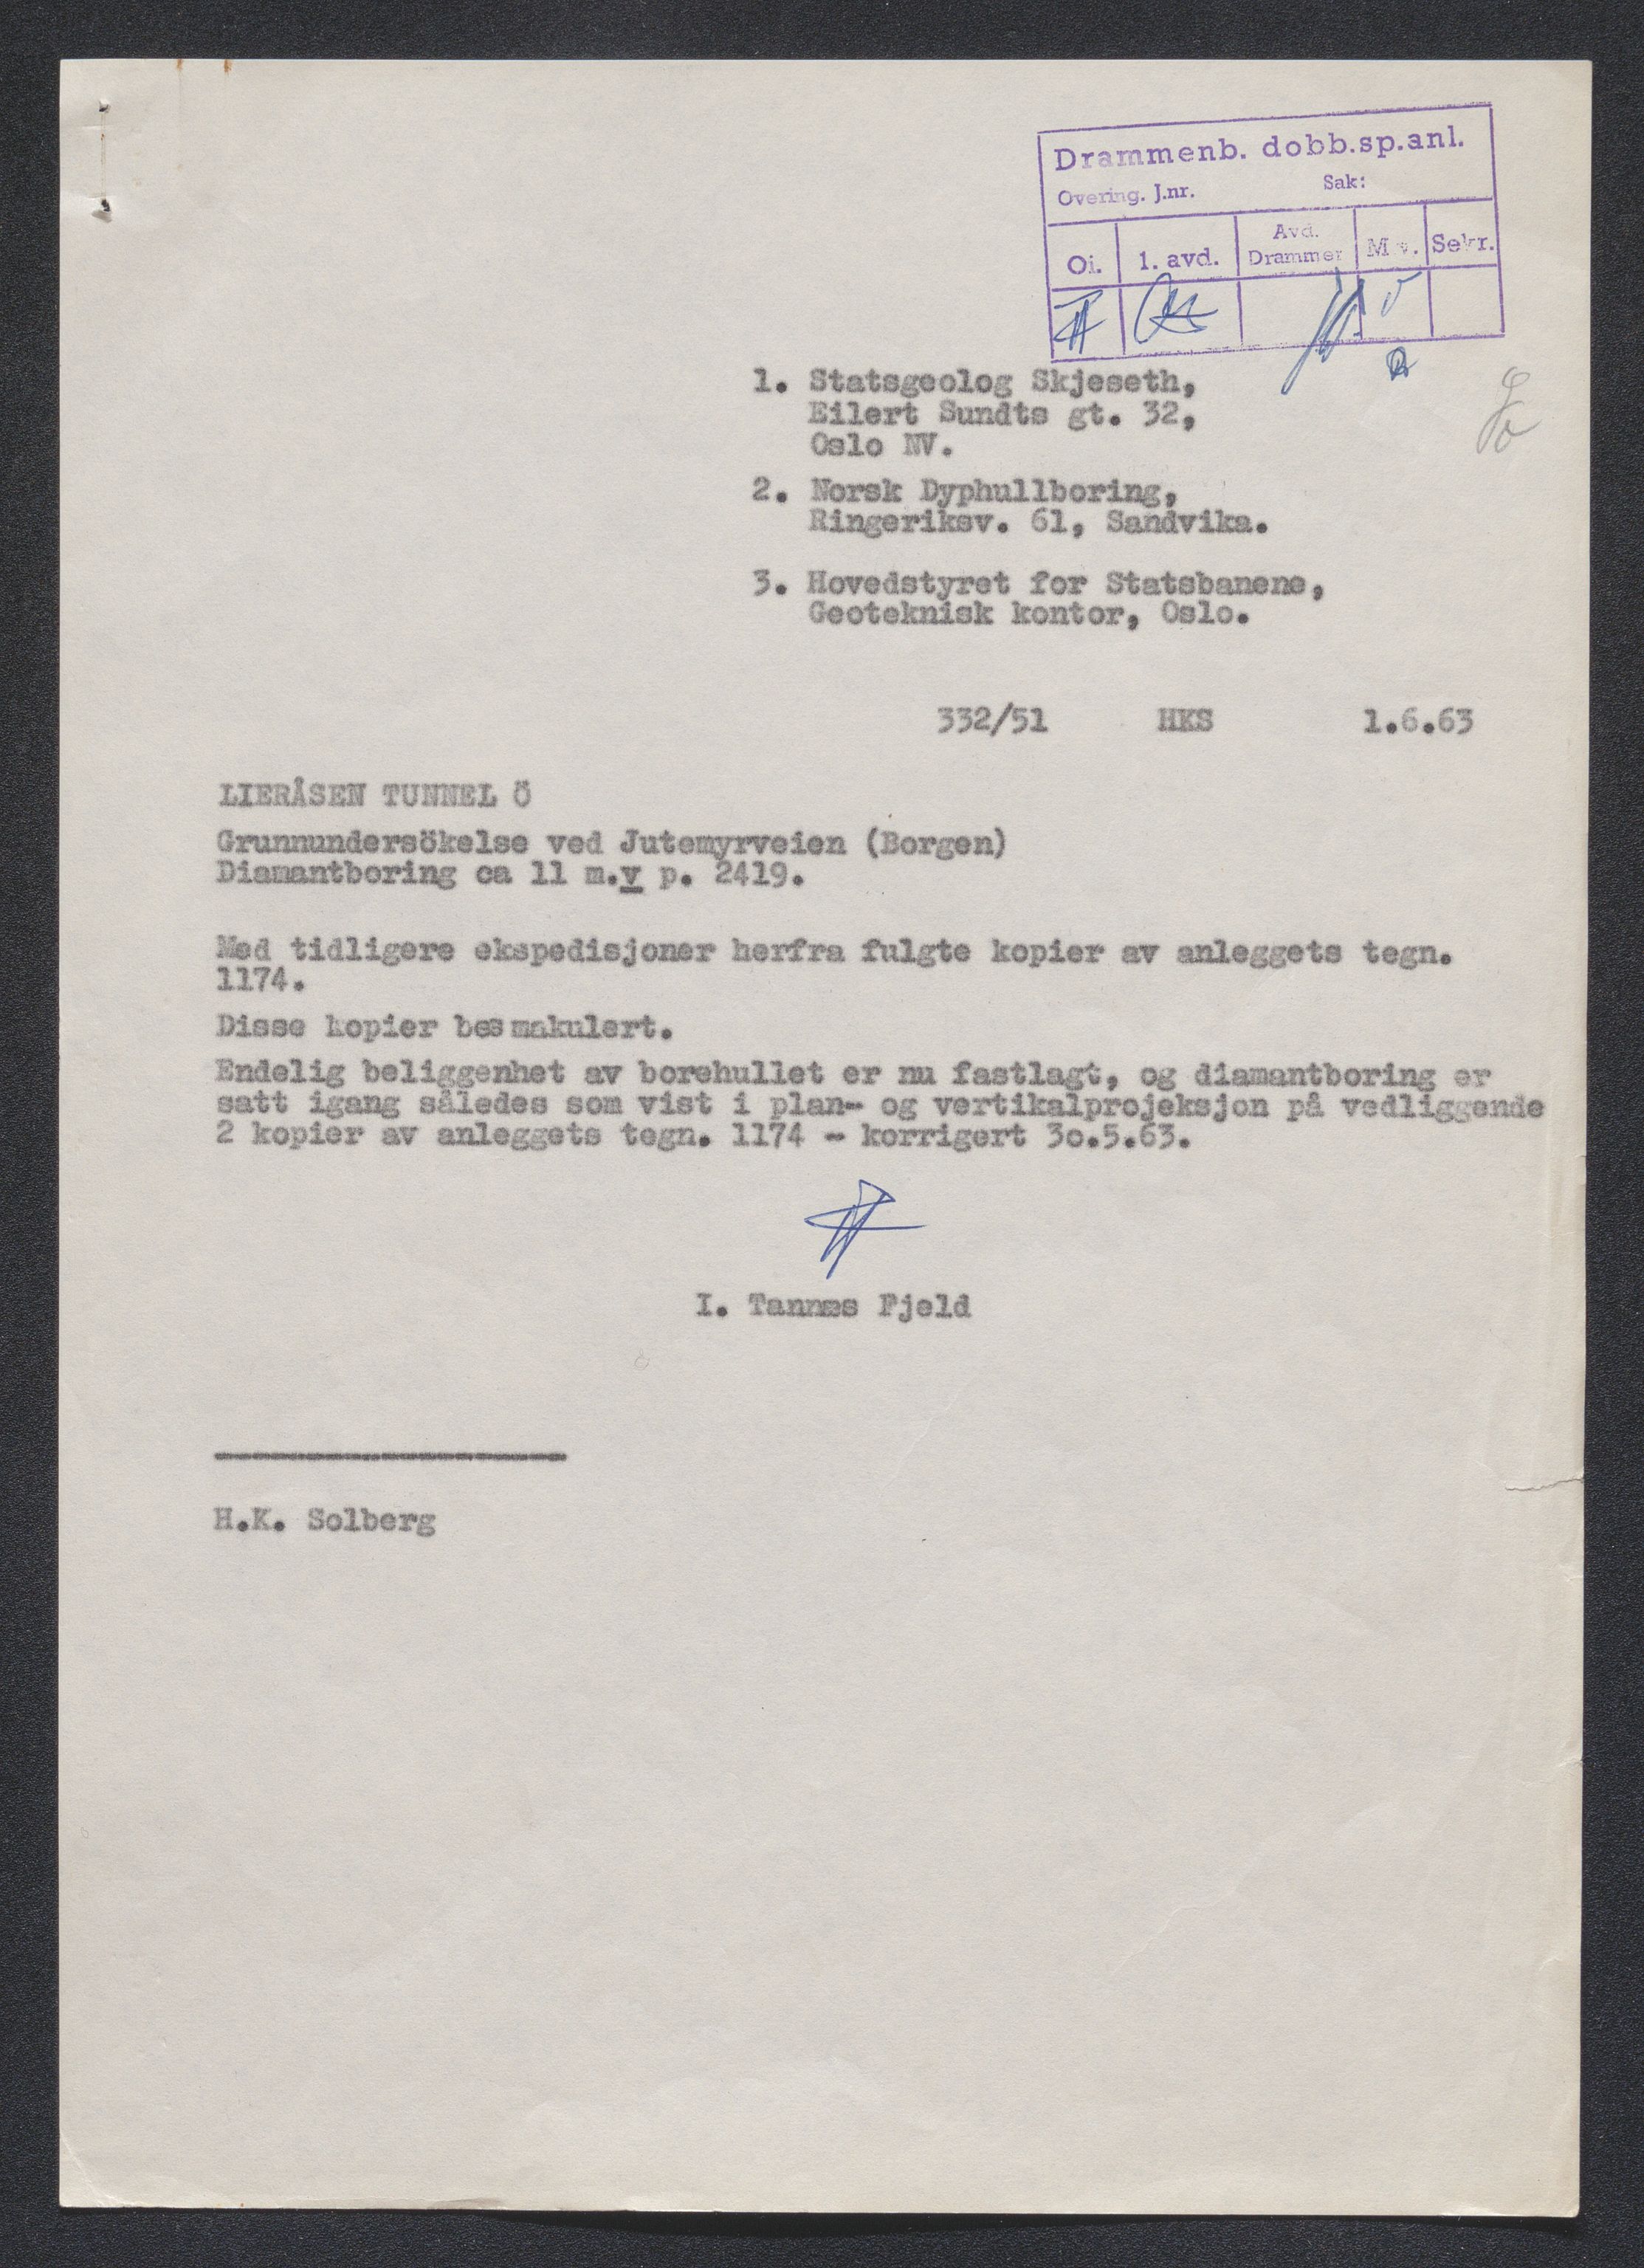 Drammenb. dobb.sp.anl.
Overing. J.nr. Sak:
Oi. 1. avd. Avd. Drammen Sekr.
1. Statsgeolog Skjeseth,
Eilert Sundts gt. 32,
Oslo NV.
2. Norsk Dyphullboring,
Ringeriksv. 61, Sandvika.
3. Hovedstyret for Statsbanene,
Geoteknisk kontor, Oslo.
332/51 HKS 1.6.63
LIERÅSEN TUNNEL Ö
Grunnundersökelse ved Jutemyrveien (Borgen)
Diamantboring ca 11 m.v p. 2419.
Med tidligere ekspedisjoner herfra fulgte kopier av anleggets tegn.
1174.
Disse kopier bes makulert.
Endelig beliggenhet av borehullet er nu fastlagt, og diamantboring er
satt igang således som vist i plan- og vertikalprojeksjon på vedliggende
2 kopier av anleggets tegn. 1174 - korrigert 3o.5.63.
I. Tannæs Fjeld
H.K. Solberg